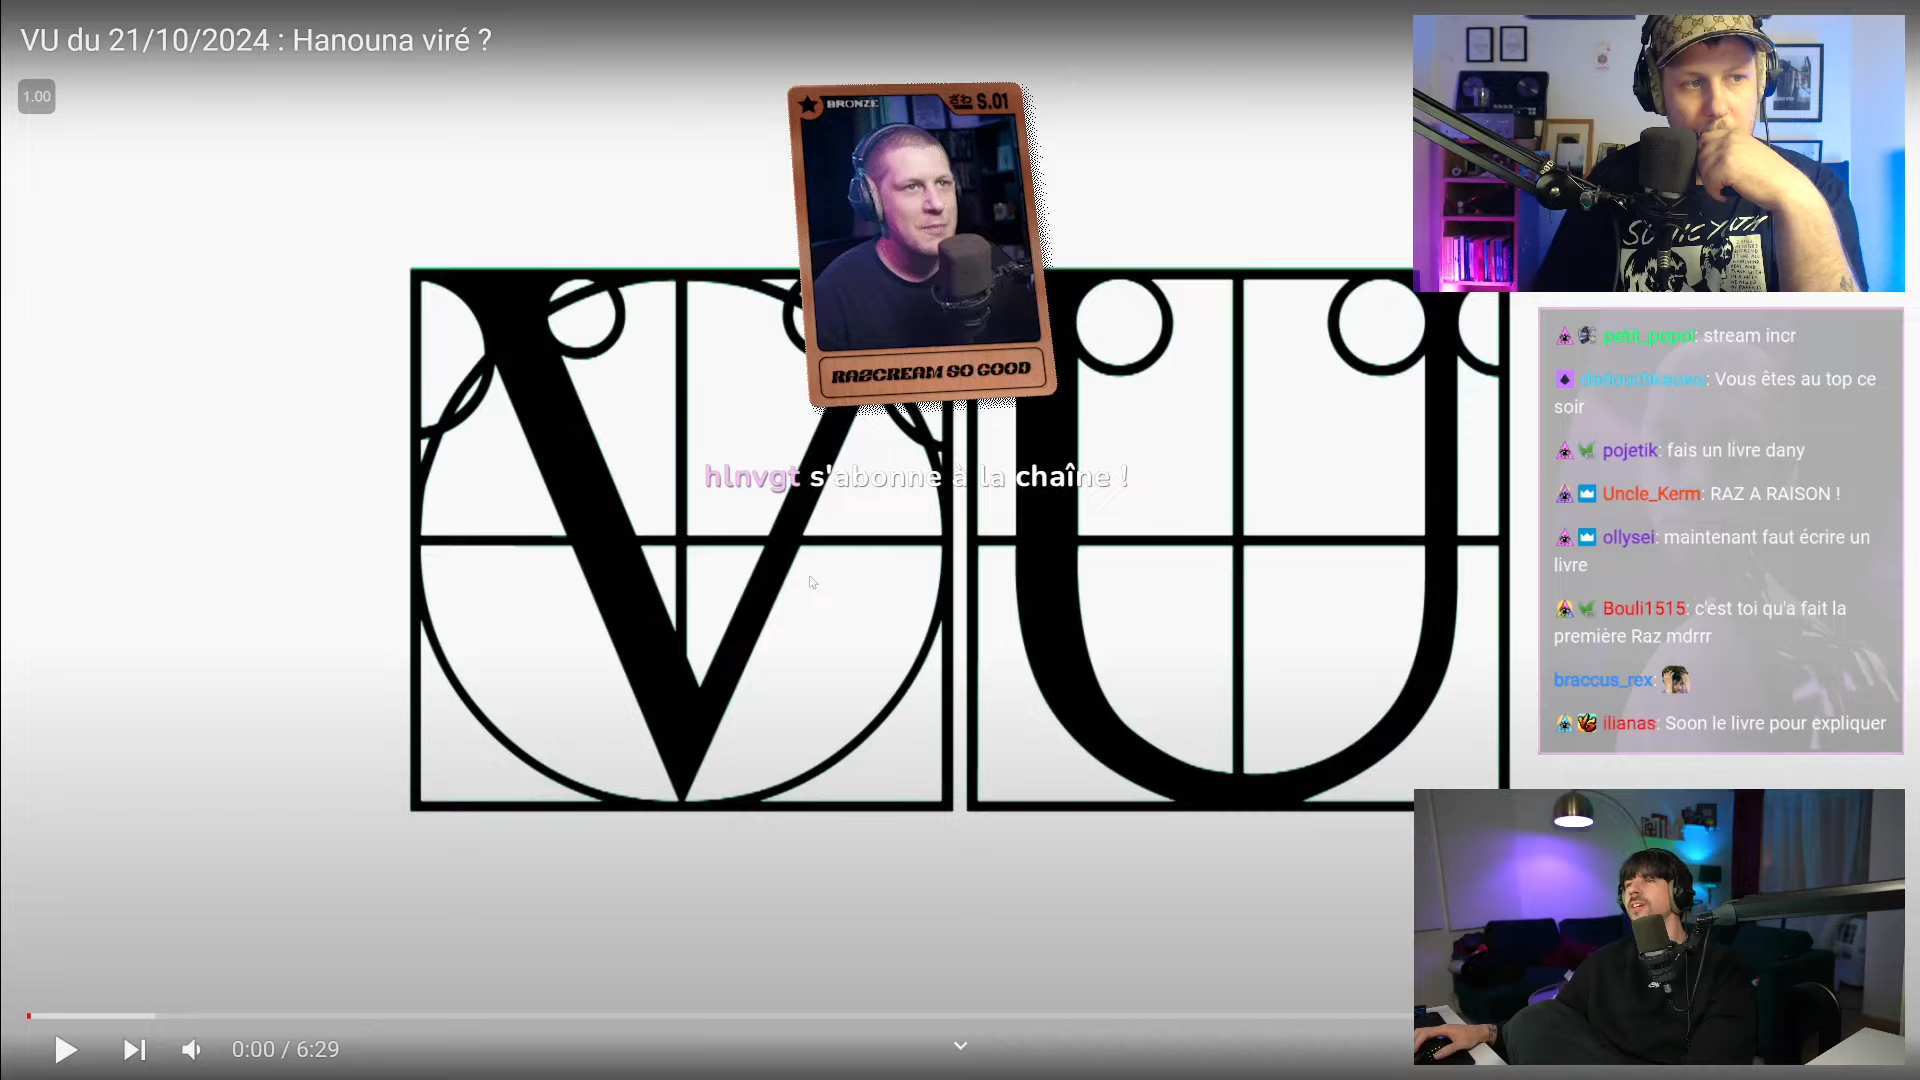 VU du 21/10/2024 : Hanouna viré ?
1.00
BRONZE
ざわ S.01
RAZCREAM SO GOOD
VU
hlnvgt s'abonne à la chaîne !
petit_popol: stream incr
: Vous êtes au top ce
soir
pojetik: fais un livre dany
Uncle_Kerm: RAZ A RAISON !
ollysei: maintenant faut écrire un
livre
Bouli1515: c'est toi qu'a fait la
première Raz mdrrr
braccus_rex:
ilianas: Soon le livre pour expliquer
0:00 / 6:29